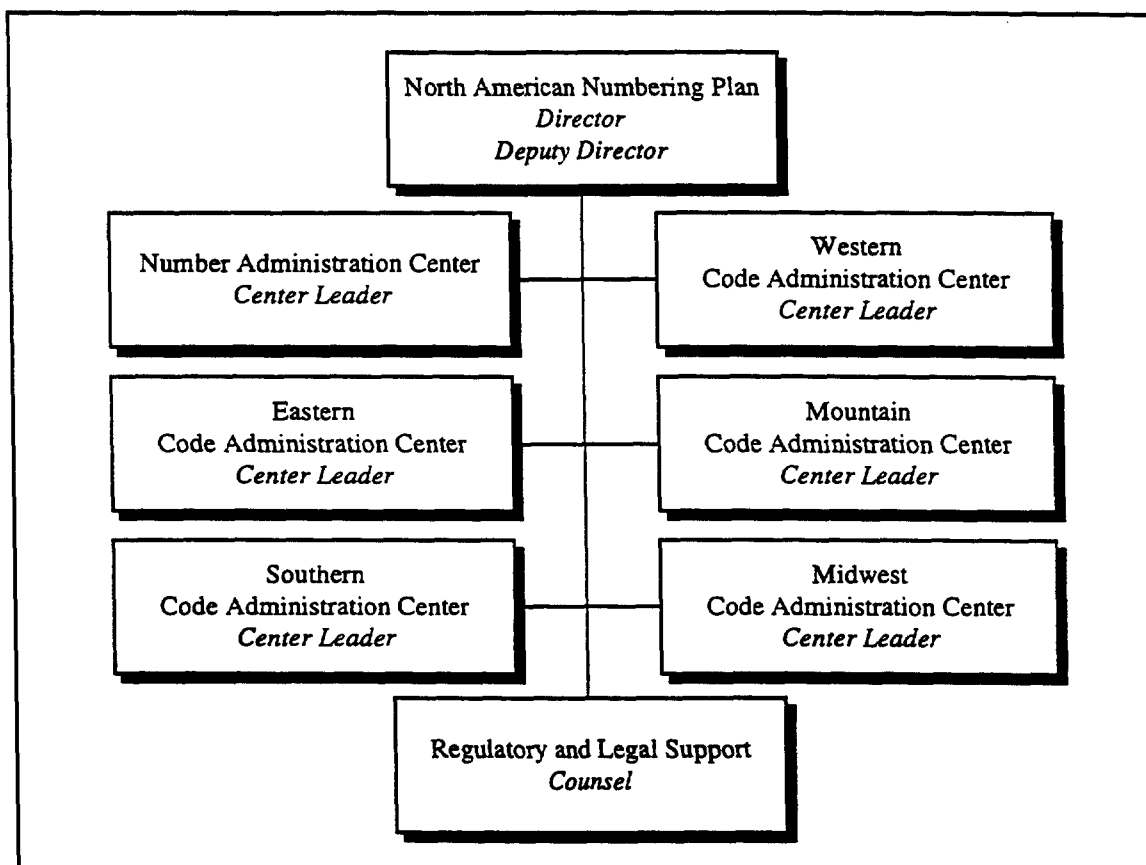 North American Numbering Plan
Director
Deputy Director
Number Administration Center
Center Leader
Western
Code Administration Center
Center Leader
Eastern
Code Administration Center
Center Leader
Mountain
Code Administration Center
Center Leader
Southern
Code Administration Center
Center Leader
Midwest
Code Administration Center
Center Leader
Regulatory and Legal Support
Counsel